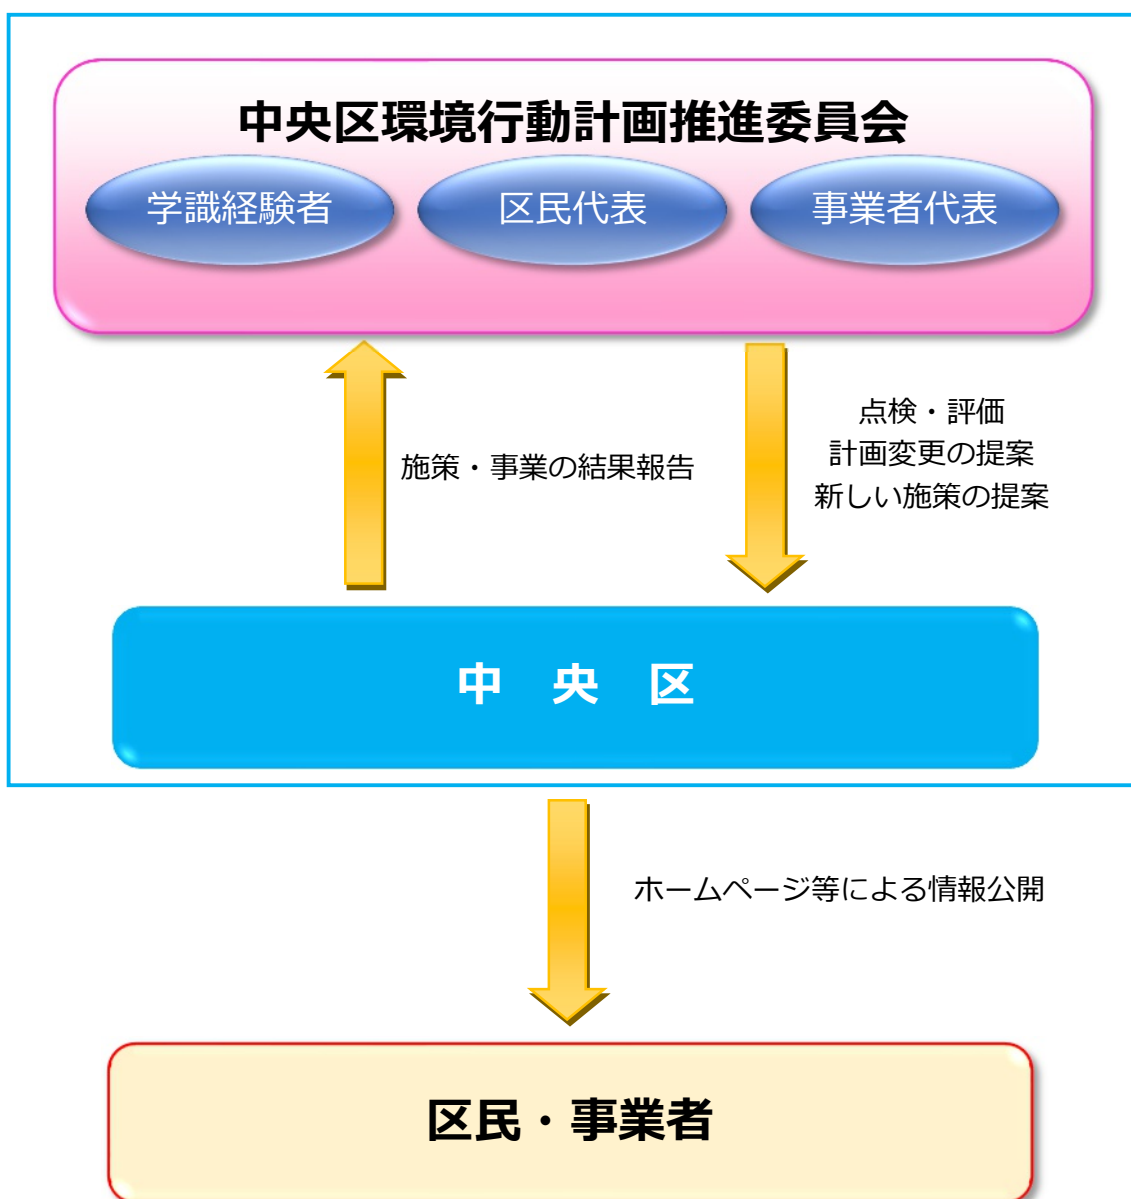 中央区環境行動計画推進委員会
学識経験者
区民代表
事業者代表
施策・事業の結果報告
点検・評価
計画変更の提案
新しい施策の提案
中　央　区
ホームページ等による情報公開
区民・事業者